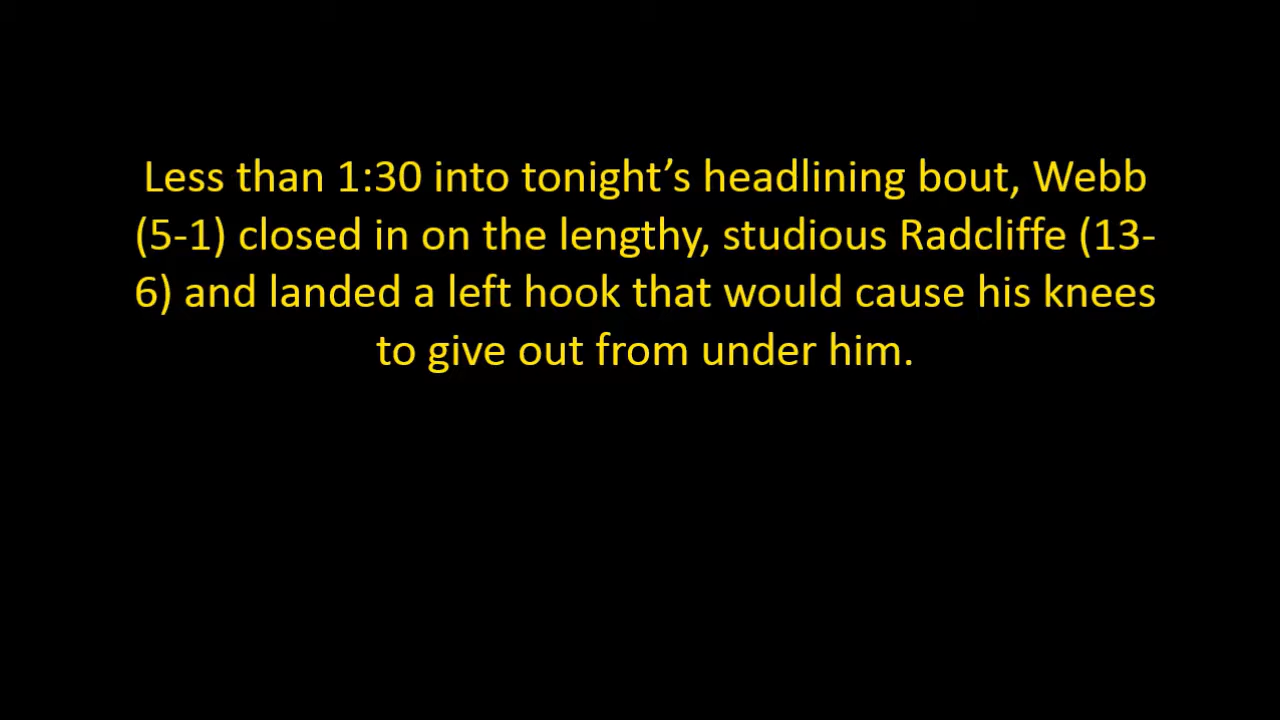 Less than 1:30 into tonight’s headlining bout, Webb
(5-1) closed in on the lengthy, studious Radcliffe (13-
6) and landed a left hook that would cause his knees
to give out from under him.